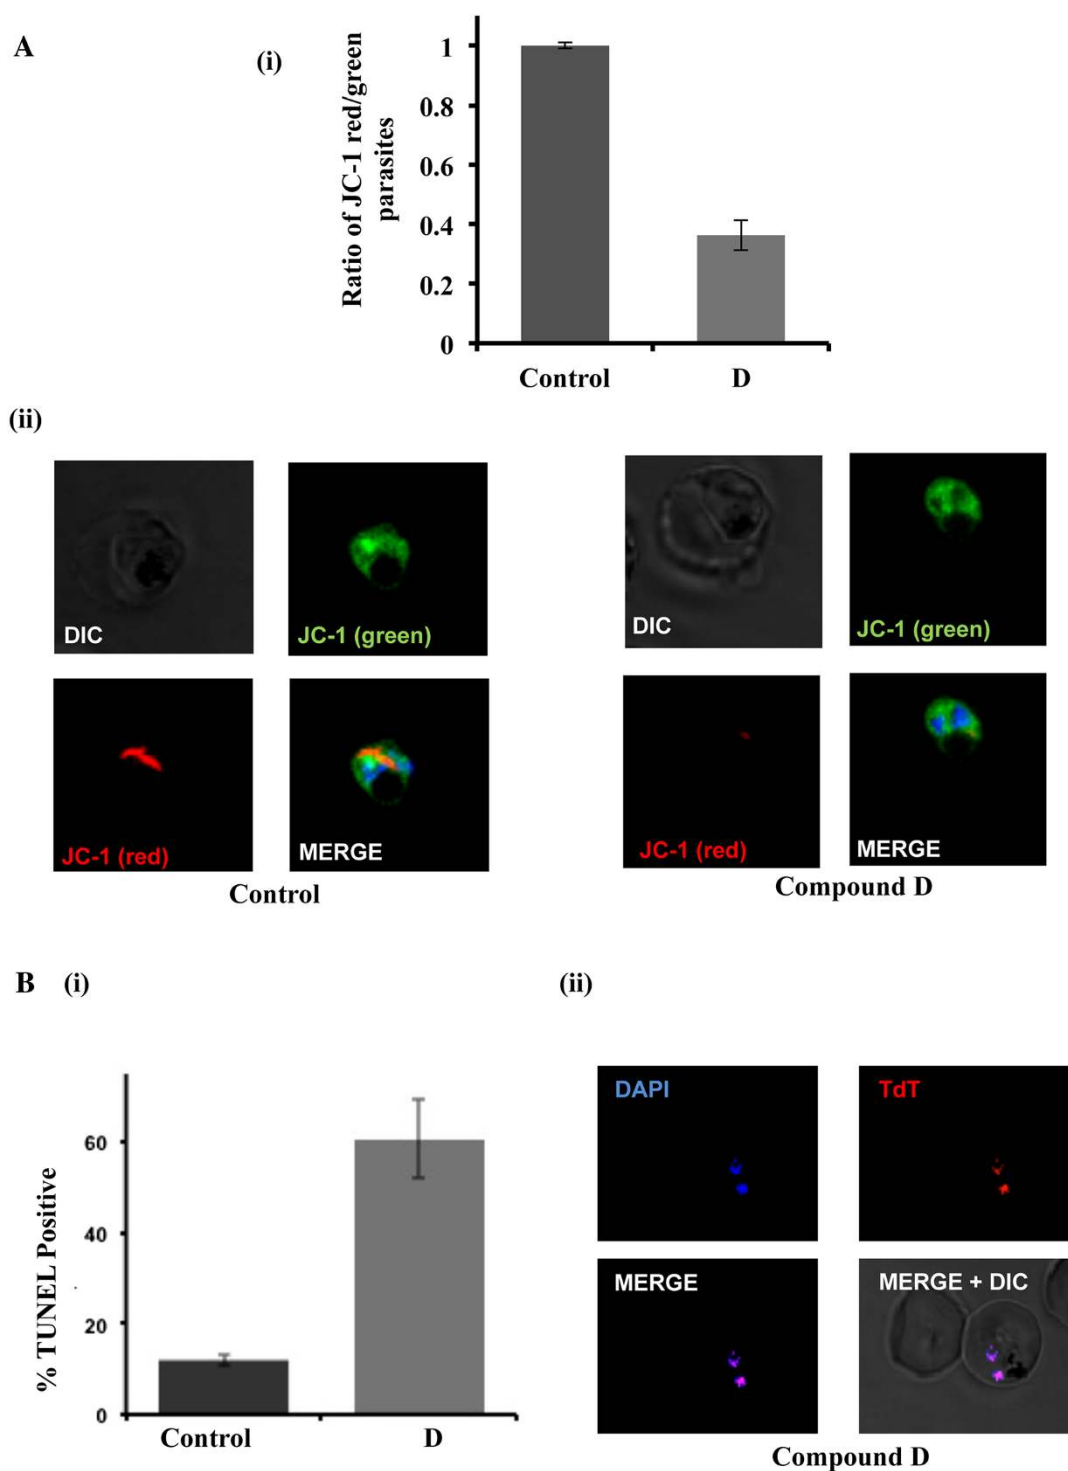 A
(i)
Ratio of JC-1 red/green
parasites
1
0.8
0.6
0.4
0.2
0
Control
D
(ii)
DIC
JC-1 (green)
JC-1 (red)
MERGE
Control
DIC
JC-1 (green)
JC-1 (red)
MERGE
Compound D
B
(i)
% TUNEL Positive
60
40
20
0
Control
D
(ii)
DAPI
TdT
MERGE
MERGE + DIC
Compound D